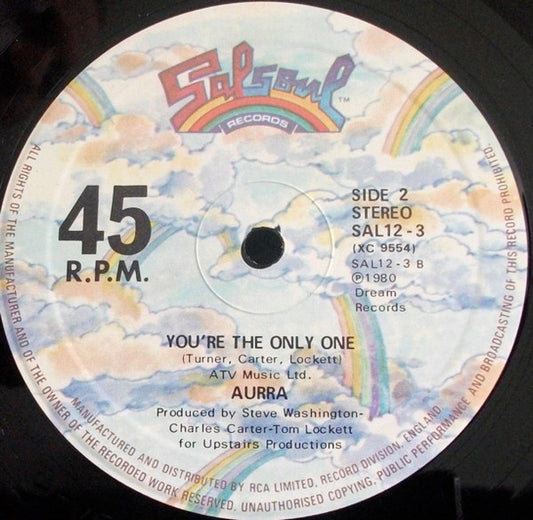 Salsoul™
RECORDS
45
R.P.M.
SIDE 2
STEREO
SAL12-3
(XC 9554)
SAL12-3 B
℗1980
Dream
Records
YOU'RE THE ONLY ONE
(Turner, Carter, Lockett)
ATV Music Ltd.
AURRA
Produced by Steve Washington-
Charles Carter-Tom Lockett
for Upstairs Productions
MANUFACTURED AND DISTRIBUTED BY RCA LIMITED, RECORD DIVISION, ENGLAND.
ALL RIGHTS OF THE MANUFACTURER AND OF THE OWNER OF THE RECORDED WORK RESERVED. UNAUTHORISED COPYING, PUBLIC PERFORMANCE AND BROADCASTING OF THIS RECORD PROHIBITED.